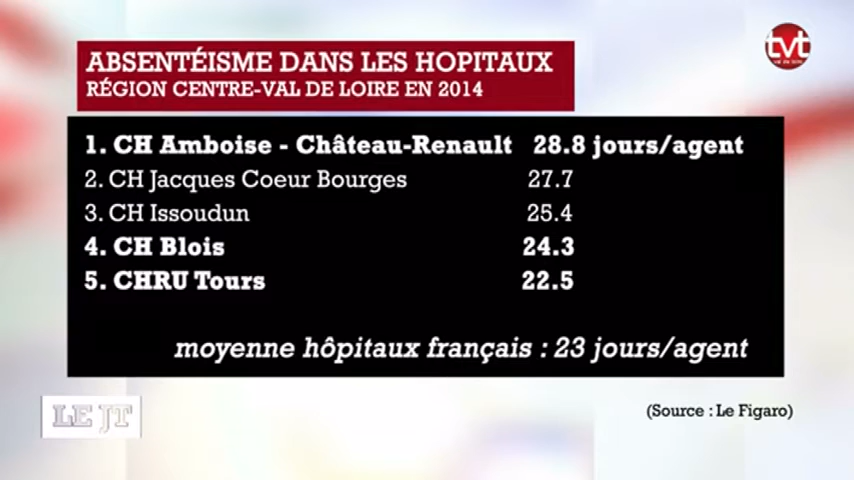 ABSENTÉISME DANS LES HOPITAUX
RÉGION CENTRE-VAL DE LOIRE EN 2014
tvt
1. CH Amboise - Château-Renault 28.8 jours/agent
2. CH Jacques Coeur Bourges 27.7
3. CH Issoudun 25.4
4. CH Blois 24.3
5. CHRU Tours 22.5
moyenne hôpitaux français : 23 jours/agent
LE JT
(Source : Le Figaro)